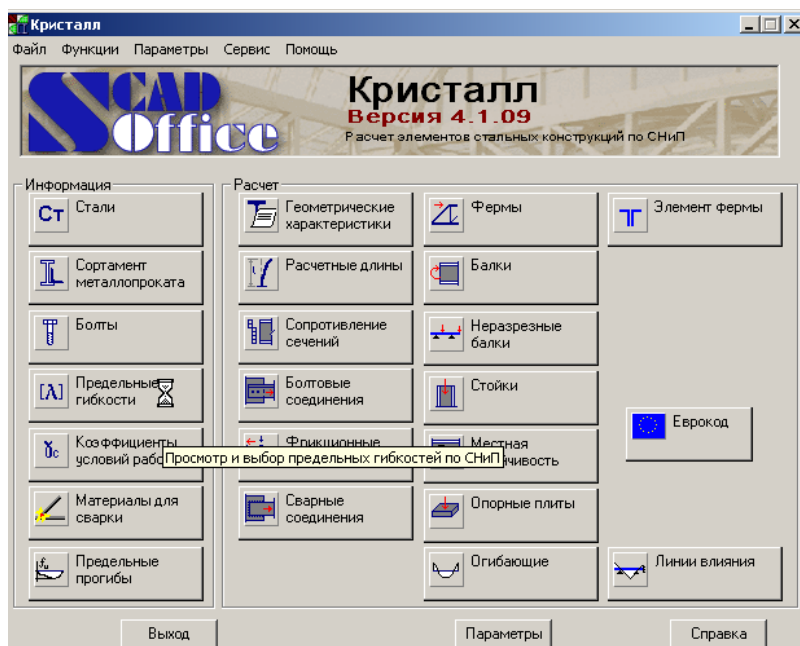 Кристалл
Файл Функции Параметры Сервис Помощь
SCAD
Office
Кристалл
Версия 4.1.09
Расчет элементов стальных конструкций по СНиП
Информация
Ст
Стали
Сортамент
металлопроката
Болты
[λ]
Предельные
гибкости
γc
Коэффициенты
условий рабо
Материалы для
сварки
Предельные
прогибы
Расчет
Геометрические
характеристики
Расчетные длины
Сопротивление
сечений
Болтовые
соединения
Фрикционные
Просмотр и выбор предельных гибкостей по СНиП
Сварные
соединения
Фермы
Балки
Неразрезные
балки
Стойки
Местная
йчивость
Опорные плиты
Огибающие
Элемент фермы
Еврокод
Линии влияния
Выход
Параметры
Справка